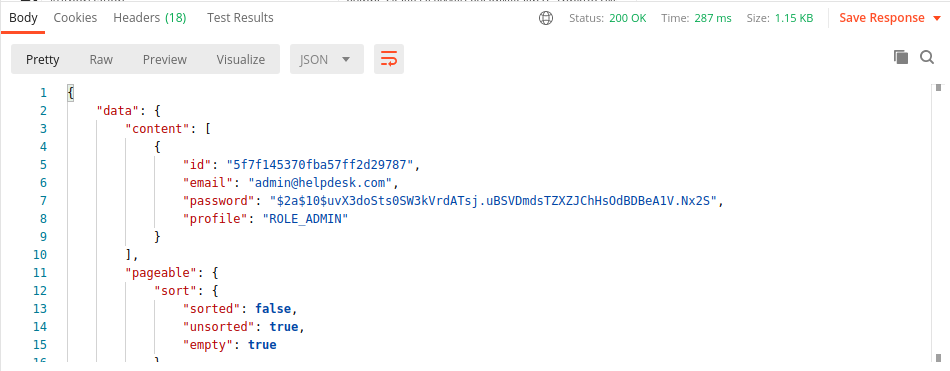 Body Cookies Headers (18) Test Results Status: 200 OK Time: 287 ms Size: 1.15 KB Save Response
Pretty Raw Preview Visualize JSON
1 {
2 "data": {
3 "content": [
4 {
5 "id": "5f7f145370fba57ff2d29787",
6 "email": "admin@helpdesk.com",
7 "password": "$2a$10$uvX3doSts0SW3kVrdATsj.uBSVDmdsTZXZJChHsOdBDBeA1V.Nx2S",
8 "profile": "ROLE_ADMIN"
9 }
10 ],
11 "pageable": {
12 "sort": {
13 "sorted": false,
14 "unsorted": true,
15 "empty": true
16 }